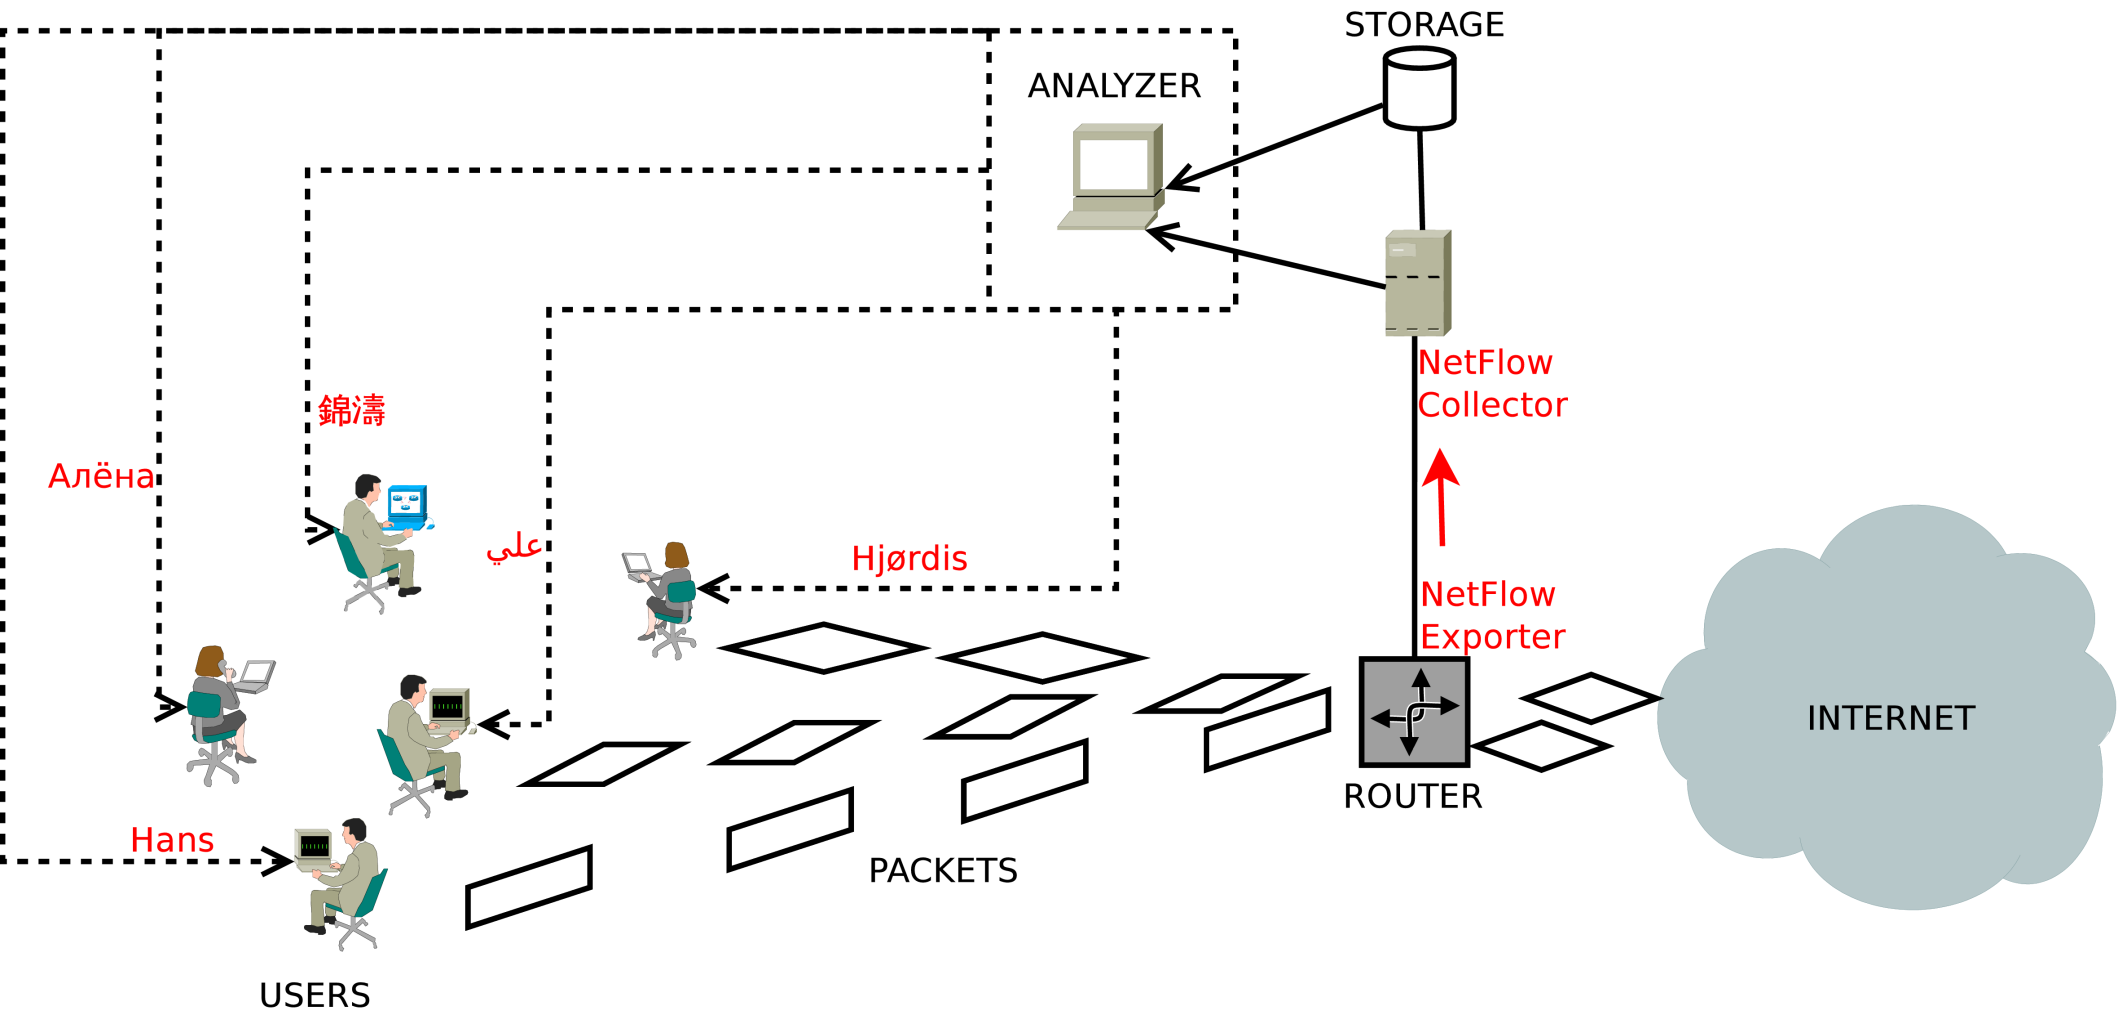 STORAGE
ANALYZER
NetFlow
Collector
錦濤
Алёна
علي
Hjørdis
NetFlow
Exporter
INTERNET
ROUTER
Hans
PACKETS
USERS